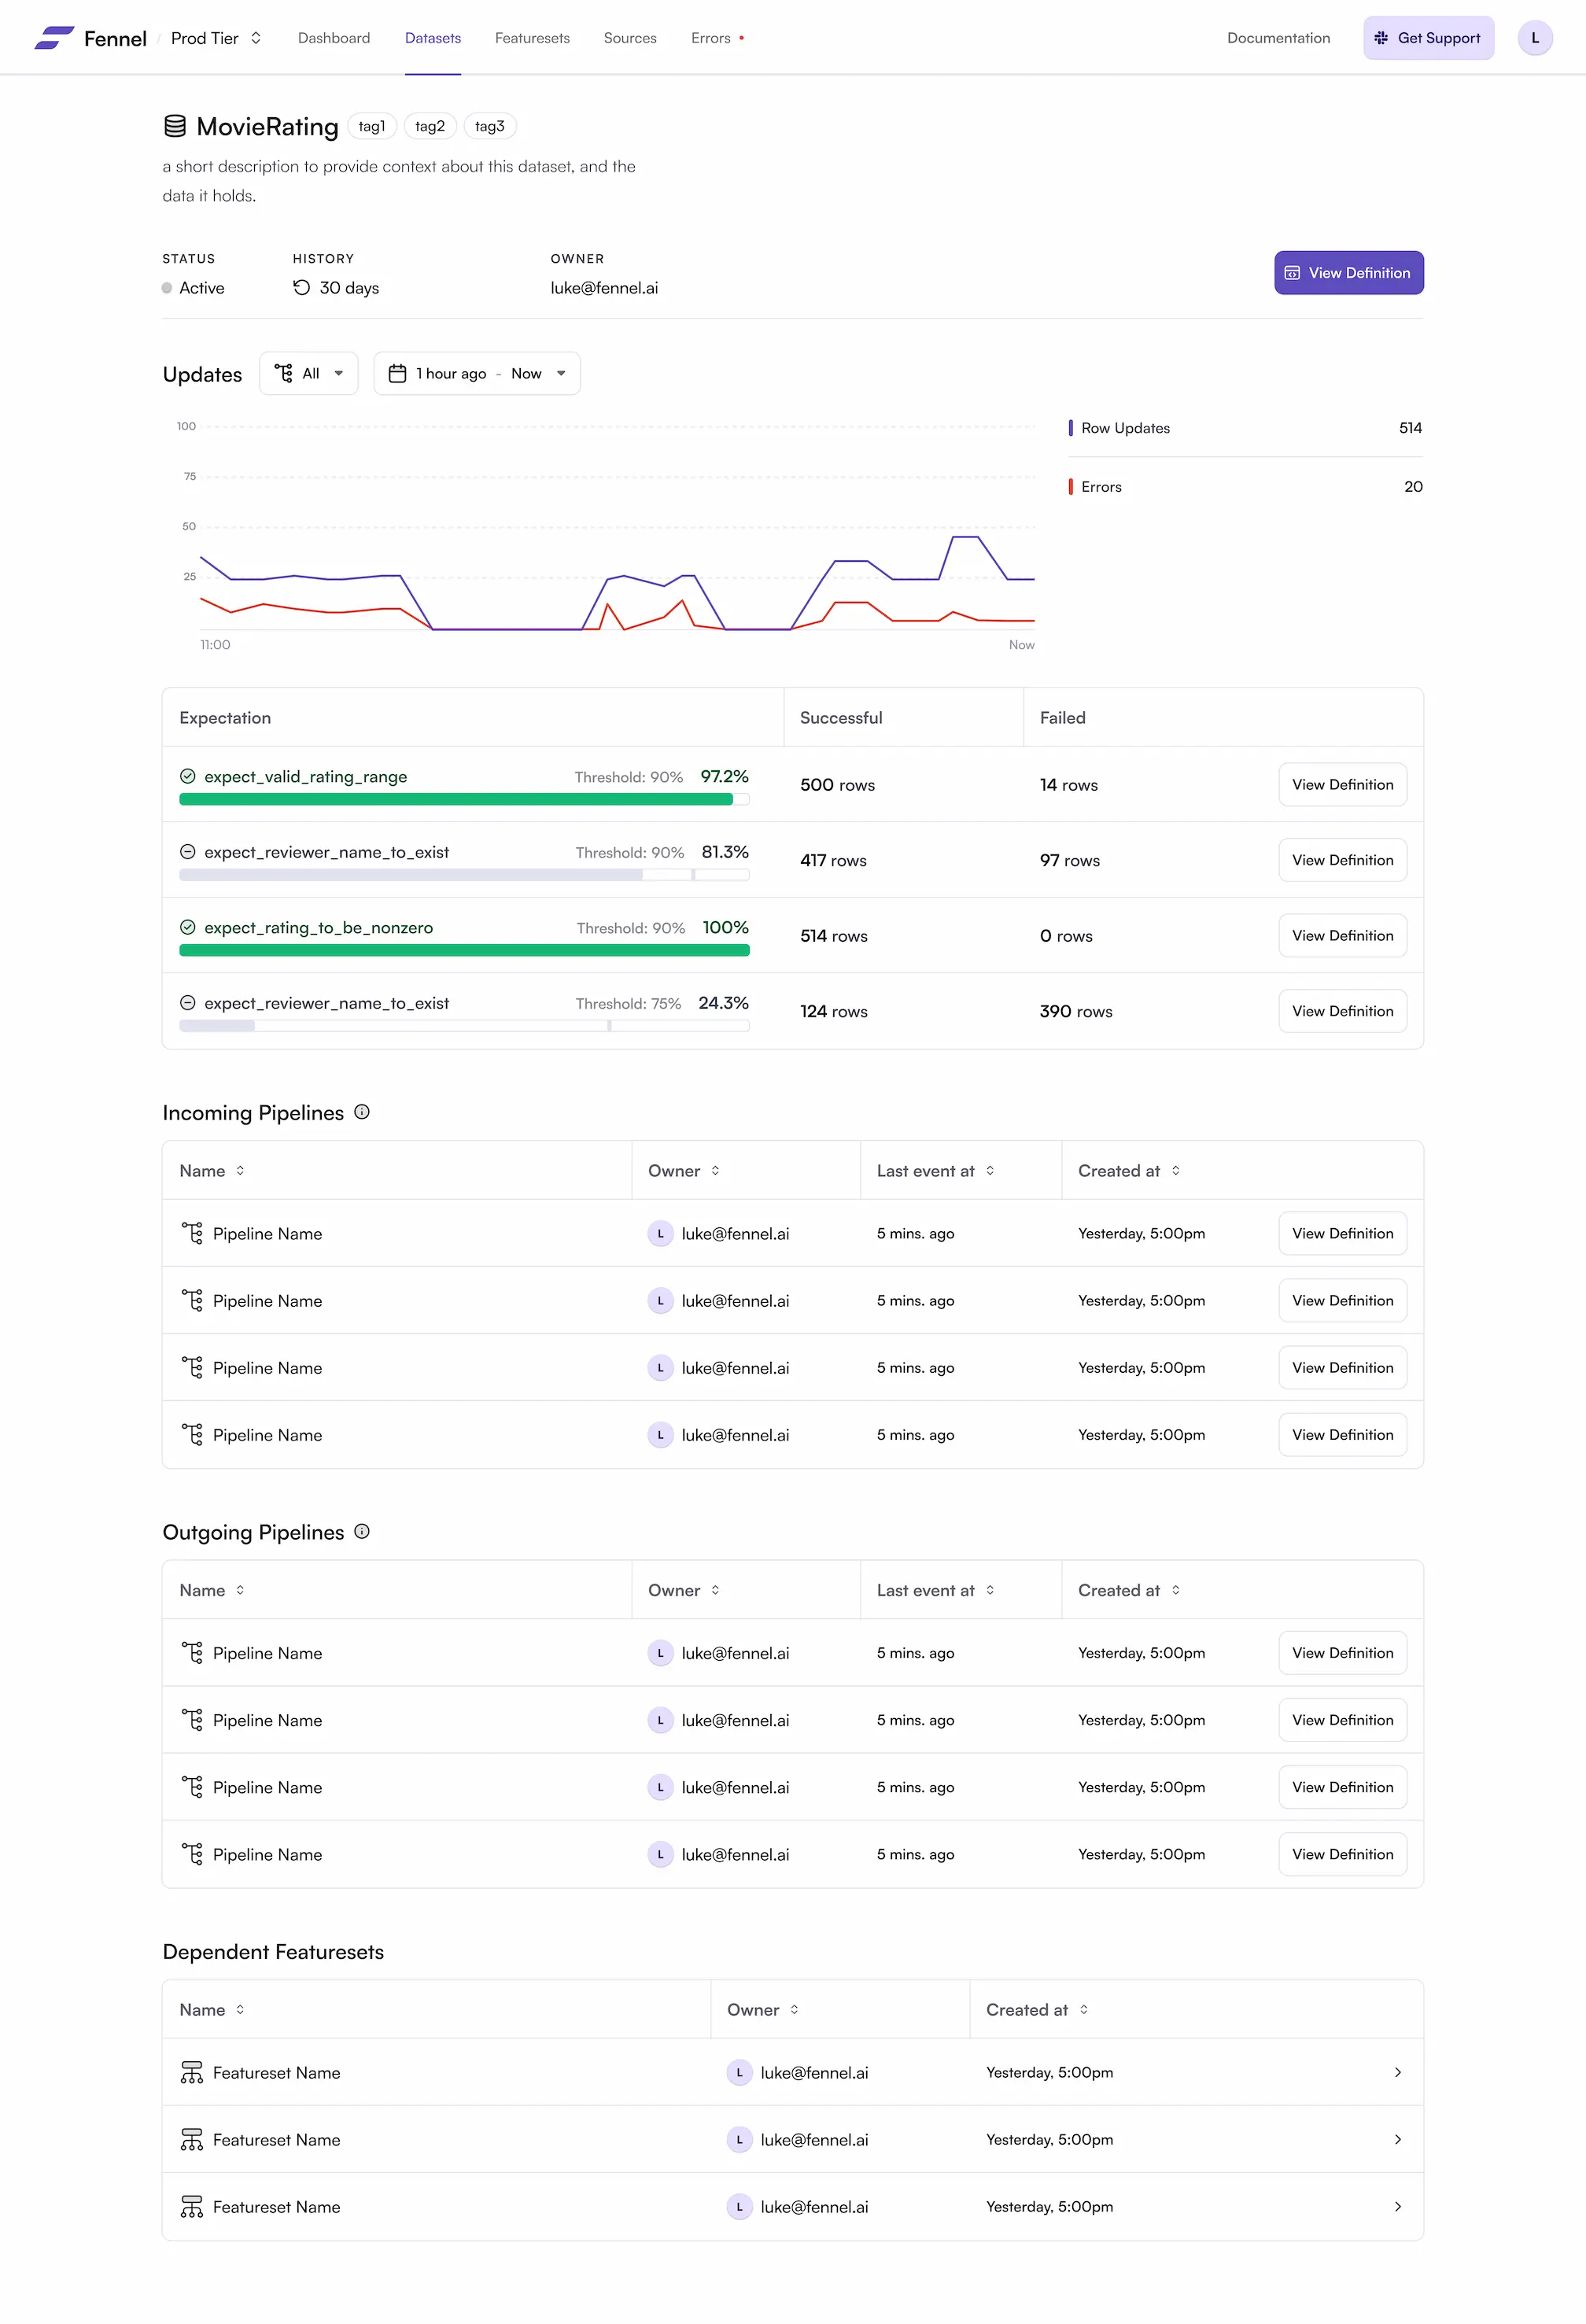 Fennel / Prod Tier Dashboard Datasets Featuresets Sources Errors Documentation Get Support L
MovieRating tag1 tag2 tag3
a short description to provide context about this dataset, and the
data it holds.
STATUS HISTORY OWNER
Active 30 days luke@fennel.ai
View Definition
Updates All 1 hour ago - Now
100
75
50
25
11:00 Now
Row Updates 514
Errors 20
Expectation Successful Failed
expect_valid_rating_range Threshold: 90% 97.2% 500 rows 14 rows View Definition
expect_reviewer_name_to_exist Threshold: 90% 81.3% 417 rows 97 rows View Definition
expect_rating_to_be_nonzero Threshold: 90% 100% 514 rows 0 rows View Definition
expect_reviewer_name_to_exist Threshold: 75% 24.3% 124 rows 390 rows View Definition
Incoming Pipelines
Name Owner Last event at Created at
Pipeline Name L luke@fennel.ai 5 mins. ago Yesterday, 5:00pm View Definition
Pipeline Name L luke@fennel.ai 5 mins. ago Yesterday, 5:00pm View Definition
Pipeline Name L luke@fennel.ai 5 mins. ago Yesterday, 5:00pm View Definition
Pipeline Name L luke@fennel.ai 5 mins. ago Yesterday, 5:00pm View Definition
Outgoing Pipelines
Name Owner Last event at Created at
Pipeline Name L luke@fennel.ai 5 mins. ago Yesterday, 5:00pm View Definition
Pipeline Name L luke@fennel.ai 5 mins. ago Yesterday, 5:00pm View Definition
Pipeline Name L luke@fennel.ai 5 mins. ago Yesterday, 5:00pm View Definition
Pipeline Name L luke@fennel.ai 5 mins. ago Yesterday, 5:00pm View Definition
Dependent Featuresets
Name Owner Created at
Featureset Name L luke@fennel.ai Yesterday, 5:00pm
Featureset Name L luke@fennel.ai Yesterday, 5:00pm
Featureset Name L luke@fennel.ai Yesterday, 5:00pm